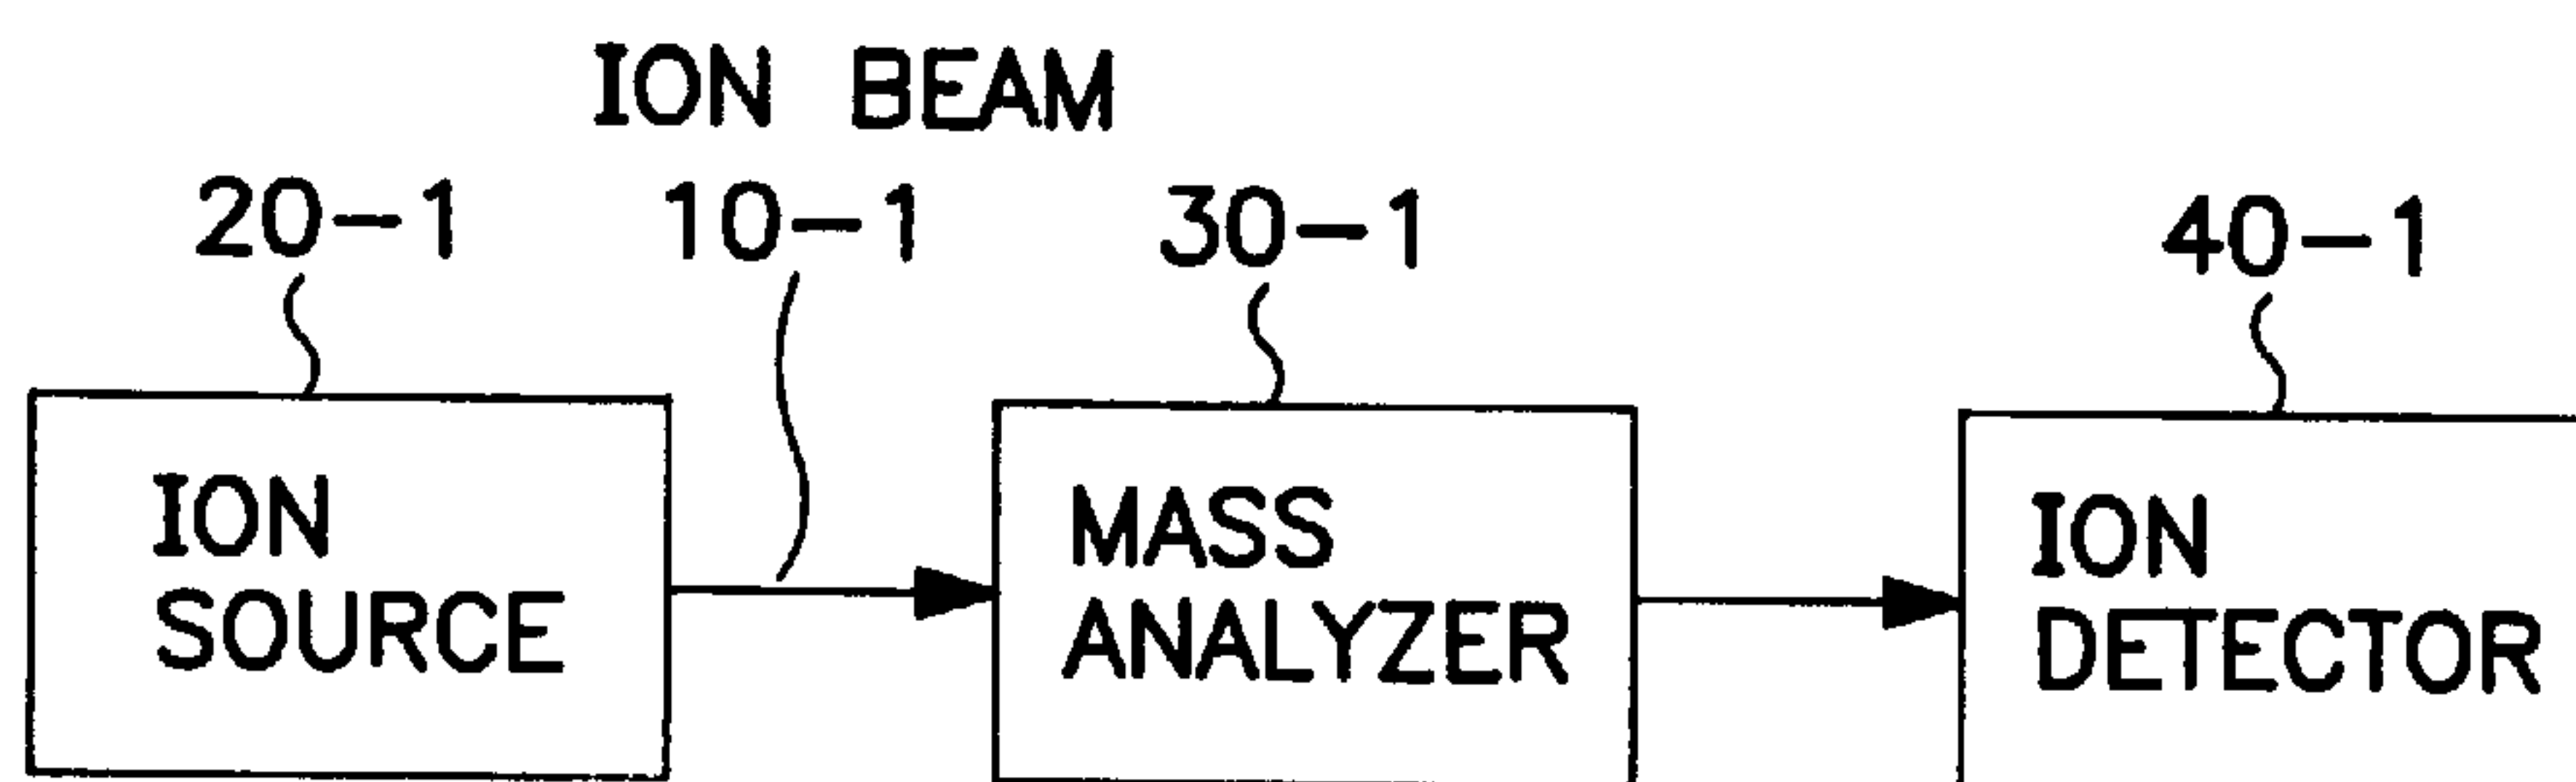 ION BEAM
20-1 10-1 30-1 40-1
ION
SOURCE
MASS
ANALYZER
ION
DETECTOR